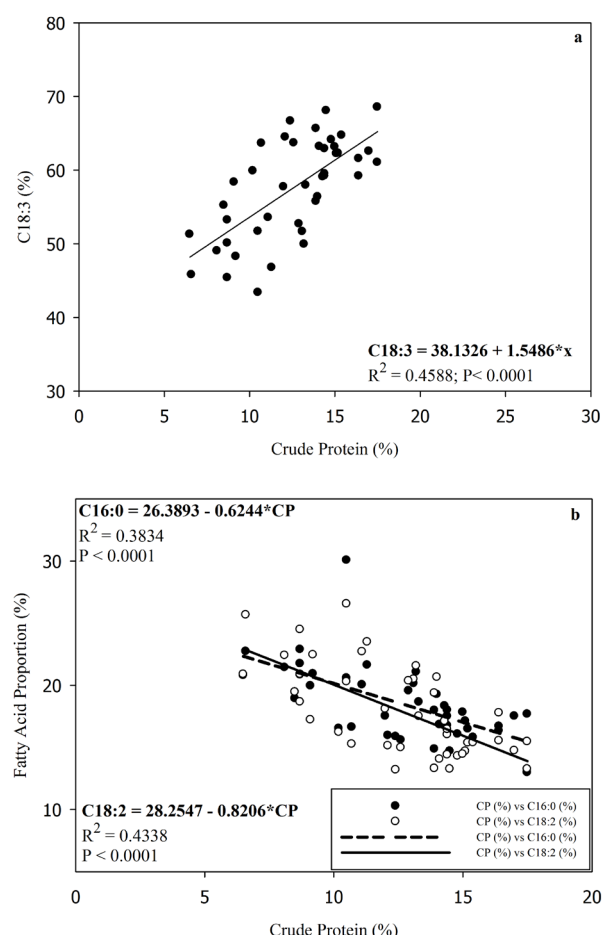 80
a
70
60
C18:3 (%)
50
40
C18:3 = 38.1326 + 1.5486*x
R² = 0.4588; P< 0.0001
30
0 5 10 15 20 25 30
Crude Protein (%)
C16:0 = 26.3893 - 0.6244*CP
b
R² = 0.3834
P < 0.0001
30
Fatty Acid Proportion (%)
20
10
C18:2 = 28.2547 - 0.8206*CP
R² = 0.4338
P < 0.0001
CP (%) vs C16:0 (%)
CP (%) vs C18:2 (%)
CP (%) vs C16:0 (%)
CP (%) vs C18:2 (%)
0 5 10 15 20
Crude Protein (%)